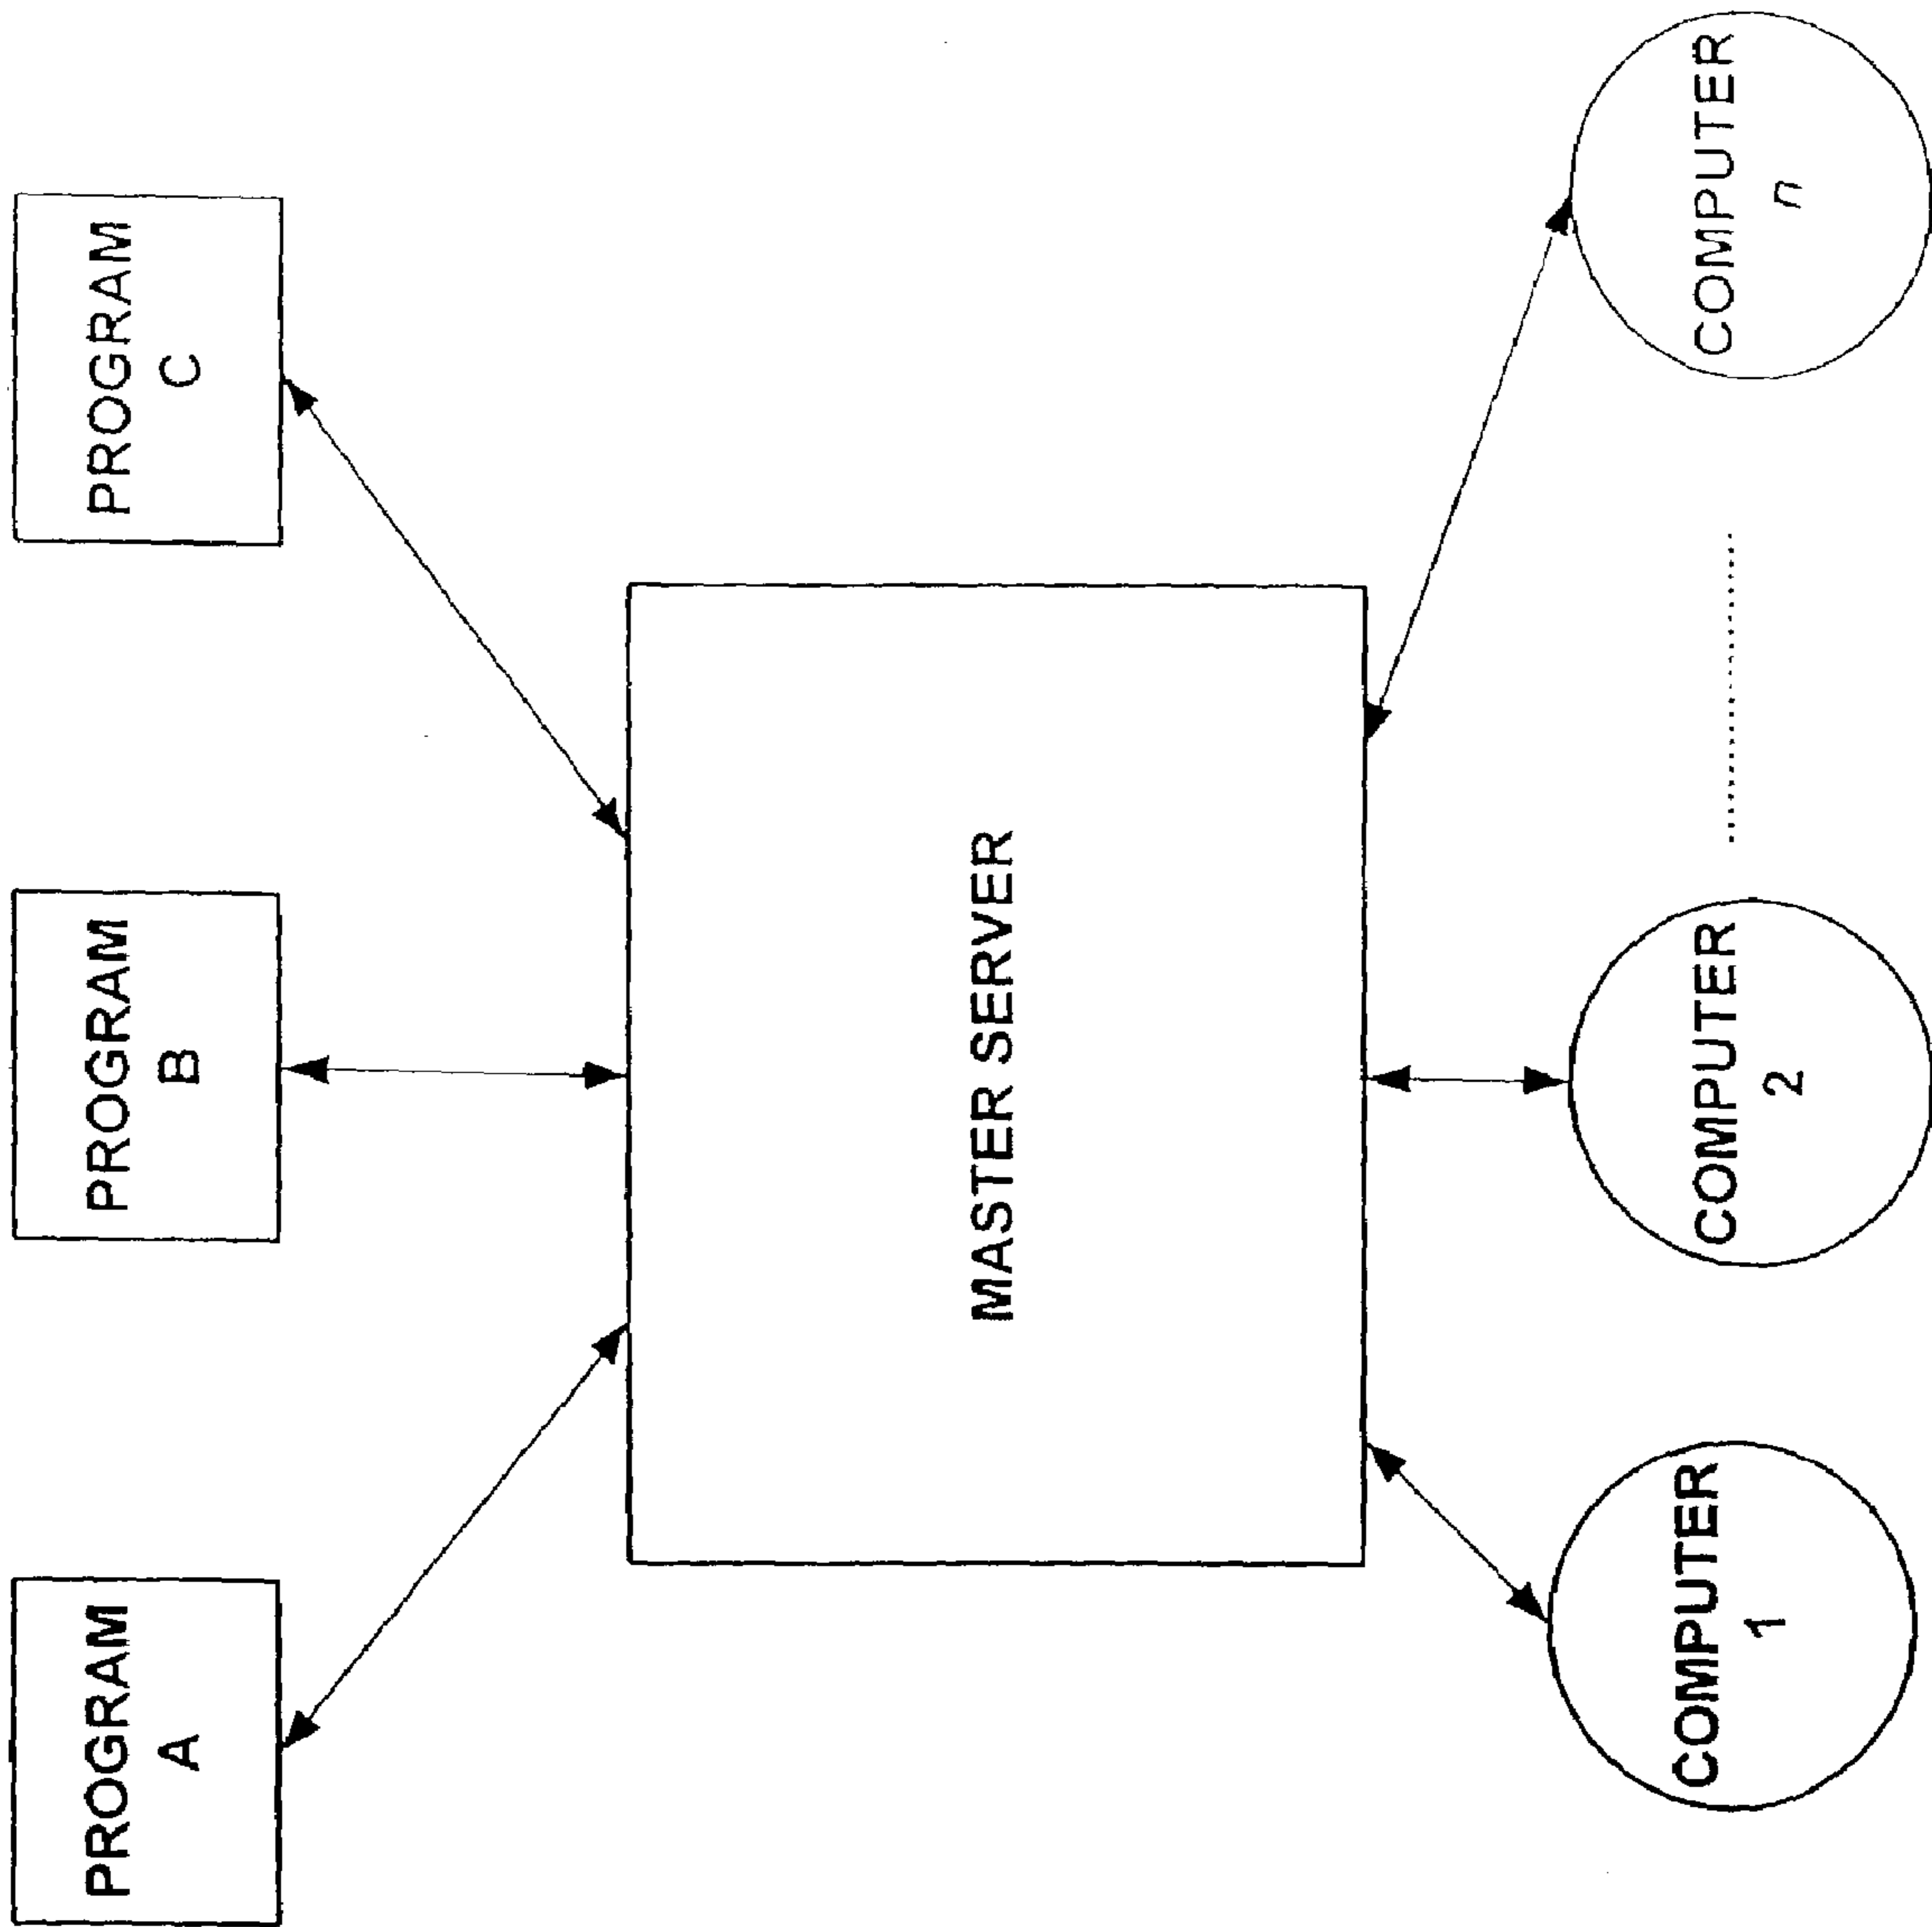 PROGRAM
A
PROGRAM
B
PROGRAM
C
MASTER SERVER
COMPUTER
1
COMPUTER
2
COMPUTER
n